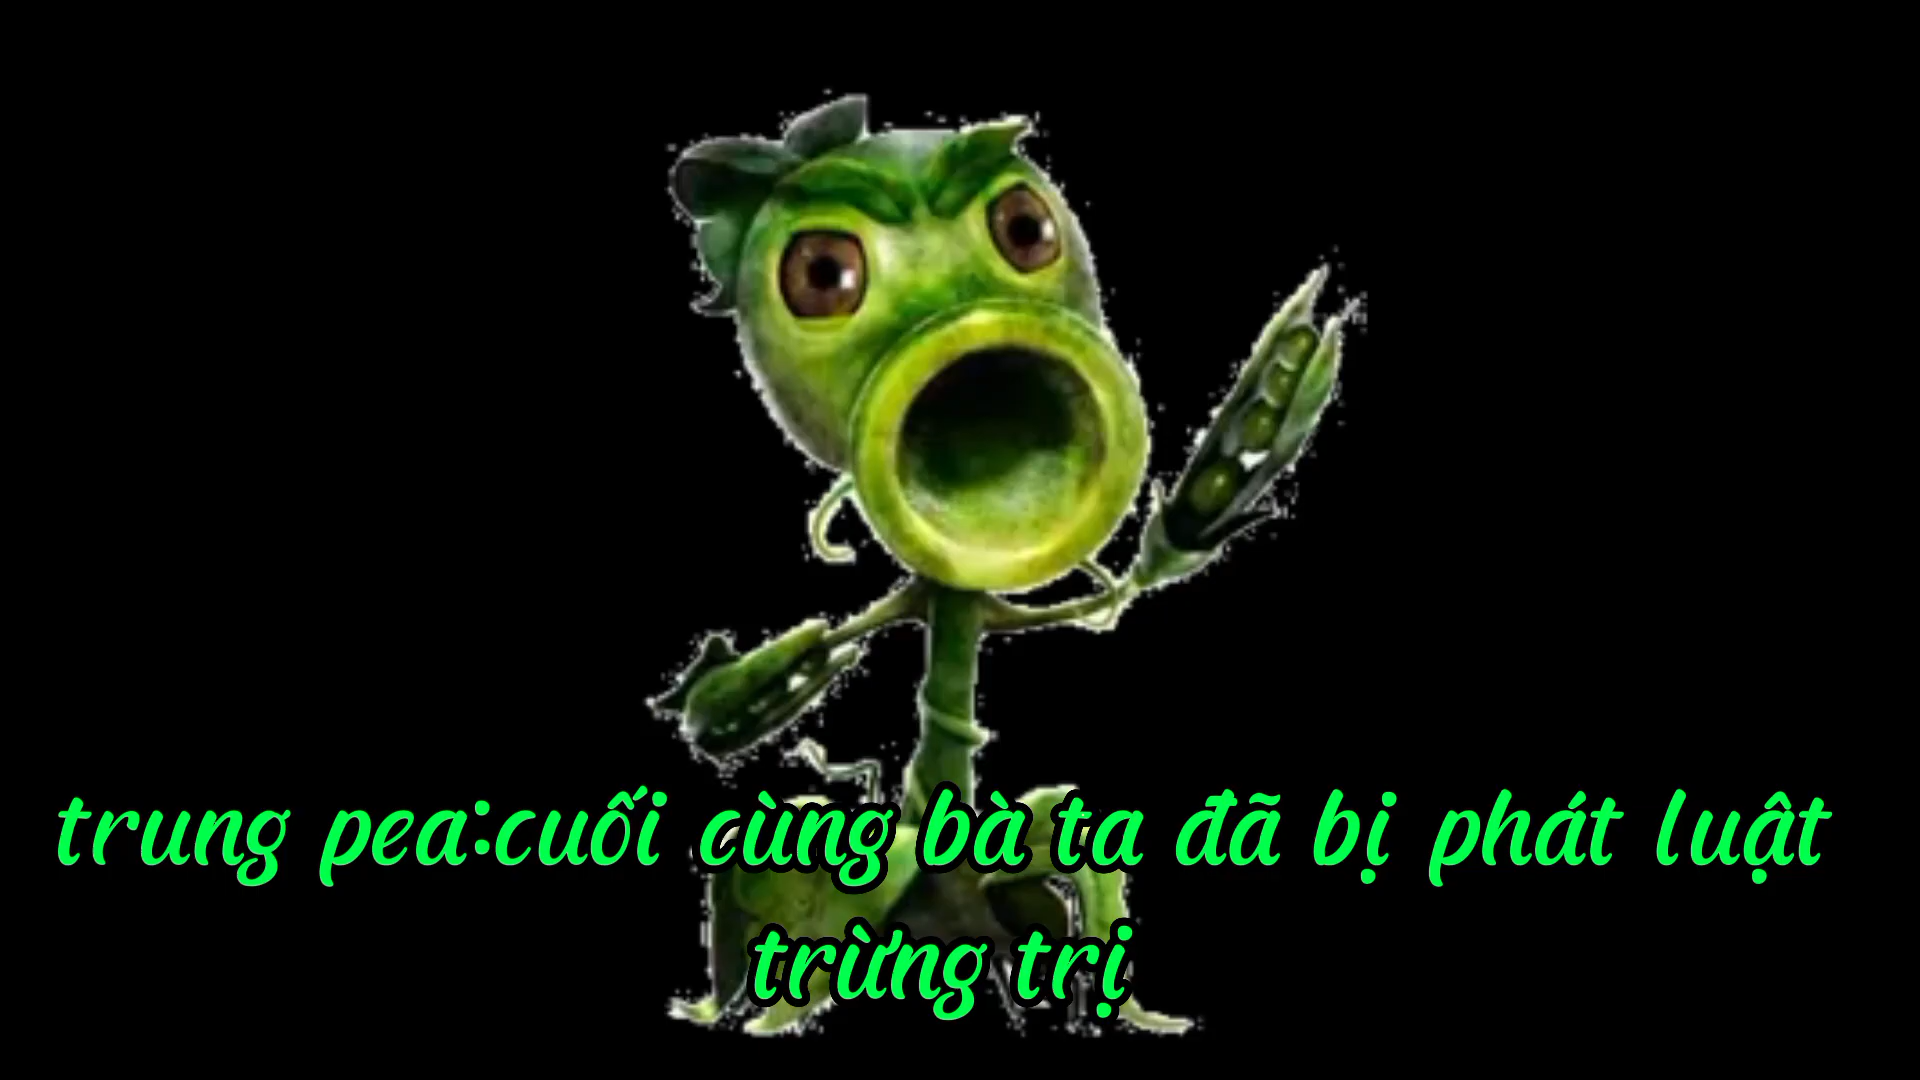 trung pea:cuối cùng bà ta đã bị phát luật
trừng trị